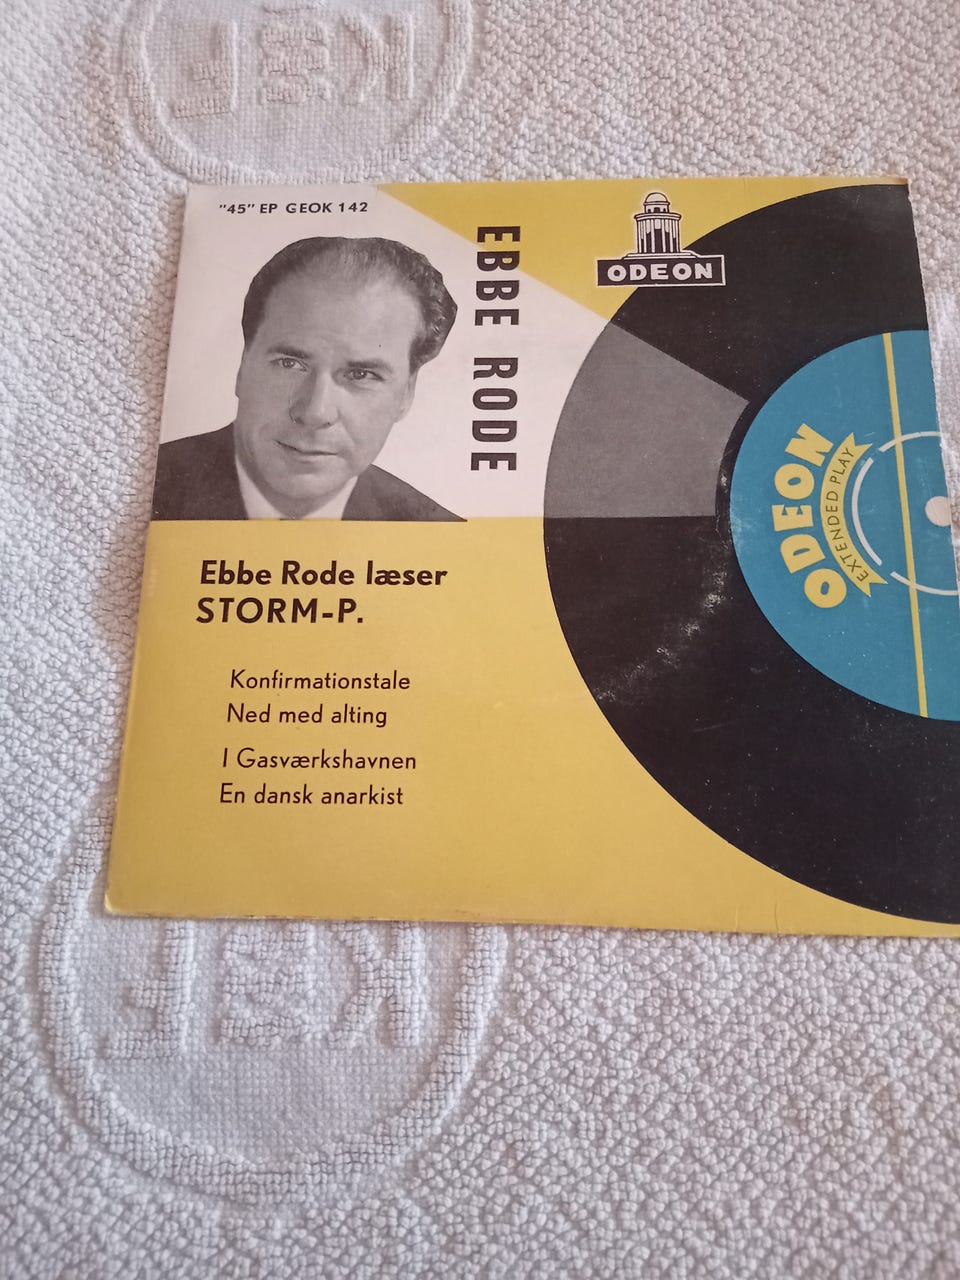 "45" EP GEOK 142
EBBE RODE
ODEON
ODEON
EXTENDED PLAY
Ebbe Rode læser
STORM-P.
Konfirmationstale
Ned med alting
I Gasværkshavnen
En dansk anarkist